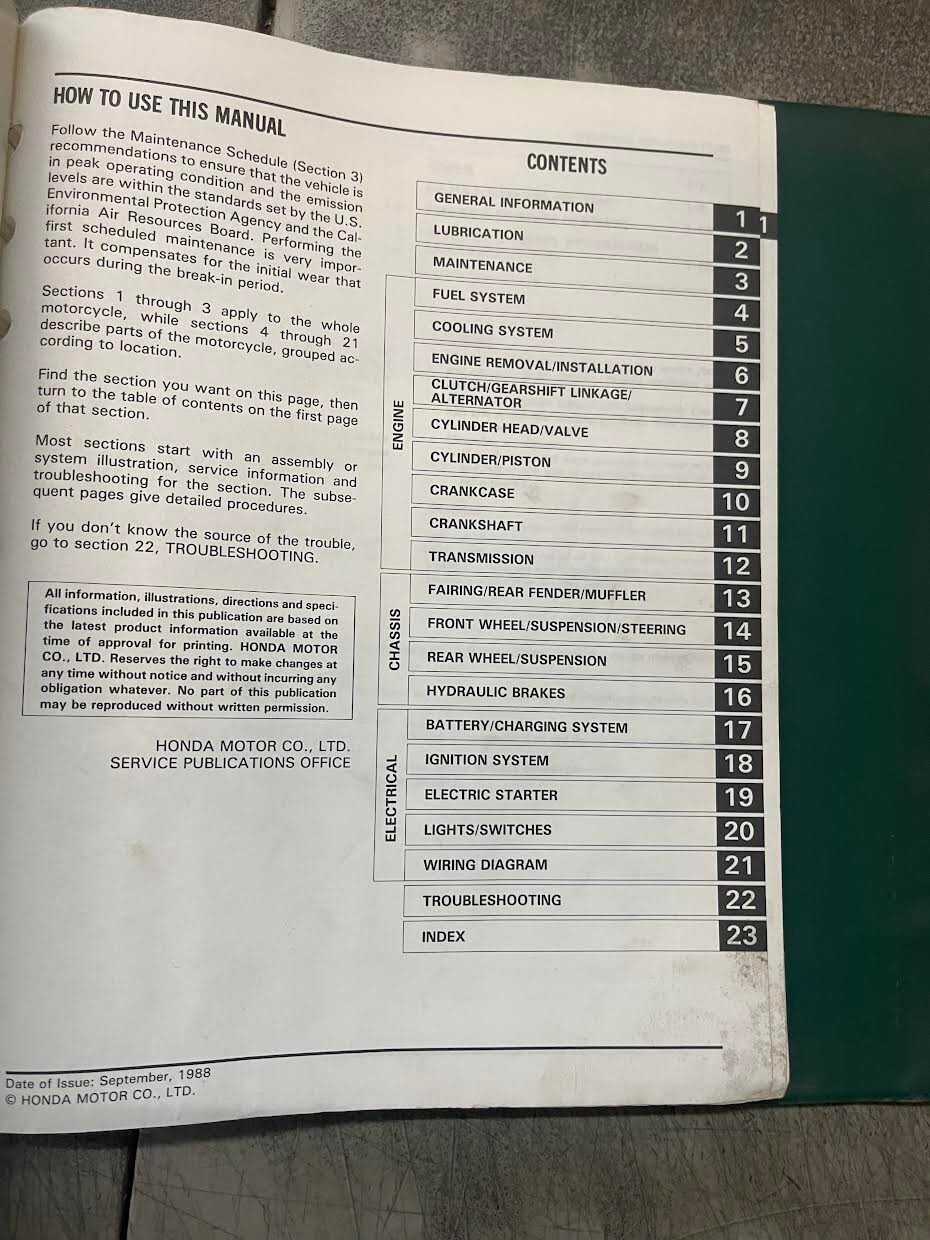 HOW TO USE THIS MANUAL
Follow the Maintenance Schedule (Section 3)
recommendations to ensure that the vehicle is
in peak operating condition and the emission
levels are within the standards set by the U.S.
Environmental Protection Agency and the Cal-
ifornia Air Resources Board. Performing the
first scheduled maintenance is very impor-
tant. It compensates for the initial wear that
occurs during the break-in period.
Sections 1 through 3 apply to the whole
motorcycle, while sections 4 through 21
describe parts of the motorcycle, grouped ac-
cording to location.
Find the section you want on this page, then
turn to the table of contents on the first page
of that section.
Most sections start with an assembly or
system illustration, service information and
troubleshooting for the section. The subse-
quent pages give detailed procedures.
If you don't know the source of the trouble,
go to section 22, TROUBLESHOOTING.
All information, illustrations, directions and speci-
fications included in this publication are based on
the latest product information available at the
time of approval for printing. HONDA MOTOR
CO., LTD. Reserves the right to make changes at
any time without notice and without incurring any
obligation whatever. No part of this publication
may be reproduced without written permission.
HONDA MOTOR CO., LTD.
SERVICE PUBLICATIONS OFFICE
CONTENTS
GENERAL INFORMATION 1 1
LUBRICATION 2
MAINTENANCE 3
ENGINE
FUEL SYSTEM 4
COOLING SYSTEM 5
ENGINE REMOVAL/INSTALLATION 6
CLUTCH/GEARSHIFT LINKAGE/
ALTERNATOR 7
CYLINDER HEAD/VALVE 8
CYLINDER/PISTON 9
CRANKCASE 10
CRANKSHAFT 11
TRANSMISSION 12
CHASSIS
FAIRING/REAR FENDER/MUFFLER 13
FRONT WHEEL/SUSPENSION/STEERING 14
REAR WHEEL/SUSPENSION 15
HYDRAULIC BRAKES 16
ELECTRICAL
BATTERY/CHARGING SYSTEM 17
IGNITION SYSTEM 18
ELECTRIC STARTER 19
LIGHTS/SWITCHES 20
WIRING DIAGRAM 21
TROUBLESHOOTING 22
INDEX 23
Date of Issue: September, 1988
© HONDA MOTOR CO., LTD.